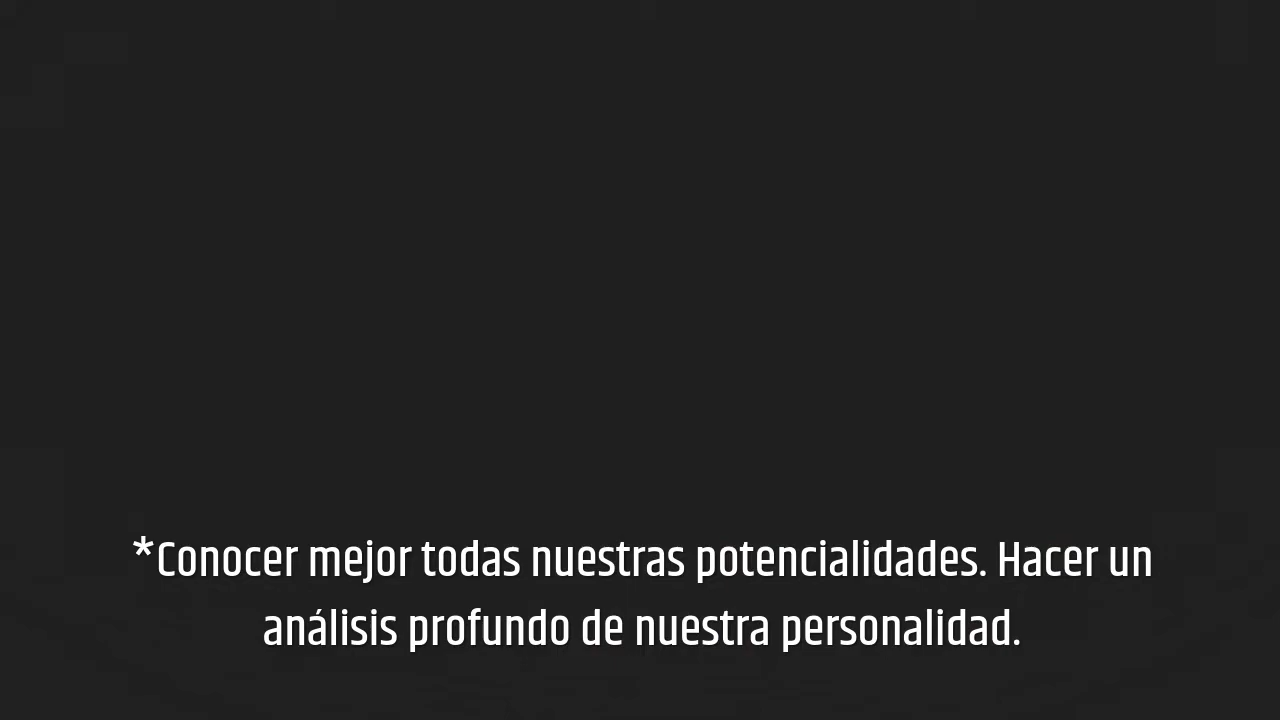 *Conocer mejor todas nuestras potencialidades. Hacer un
análisis profundo de nuestra personalidad.